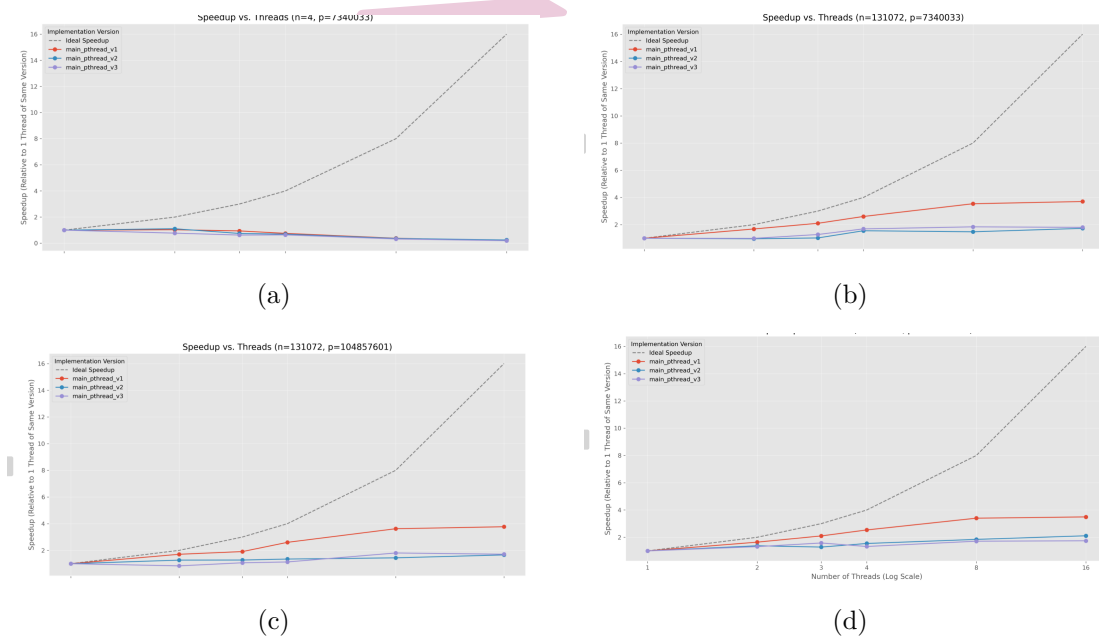 Speedup vs. Threads (n=4, p=7340033)
Implementation Version
Ideal Speedup
main_pthread_v1
main_pthread_v2
main_pthread_v3
Speedup (Relative to 1 Thread of Same Version)
16
14
12
10
8
6
4
2
0
(a)
Speedup vs. Threads (n=131072, p=7340033)
Implementation Version
Ideal Speedup
main_pthread_v1
main_pthread_v2
main_pthread_v3
Speedup (Relative to 1 Thread of Same Version)
16
14
12
10
8
6
4
2
(b)
Speedup vs. Threads (n=131072, p=104857601)
Implementation Version
Ideal Speedup
main_pthread_v1
main_pthread_v2
main_pthread_v3
Speedup (Relative to 1 Thread of Same Version)
16
14
12
10
8
6
4
2
(c)
Implementation Version
Ideal Speedup
main_pthread_v1
main_pthread_v2
main_pthread_v3
Speedup (Relative to 1 Thread of Same Version)
16
14
12
10
8
6
4
2
1 2 3 4 8 16
Number of Threads (Log Scale)
(d)